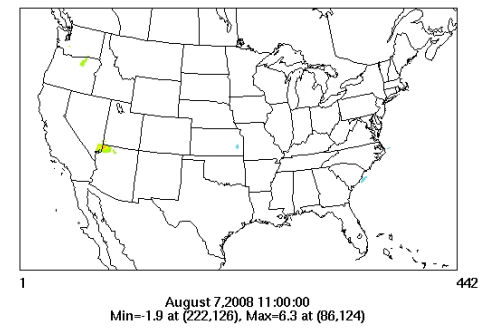 1
442
August 7,2008 11:00:00
Min=-1.9 at (222,126), Max=6.3 at (86,124)